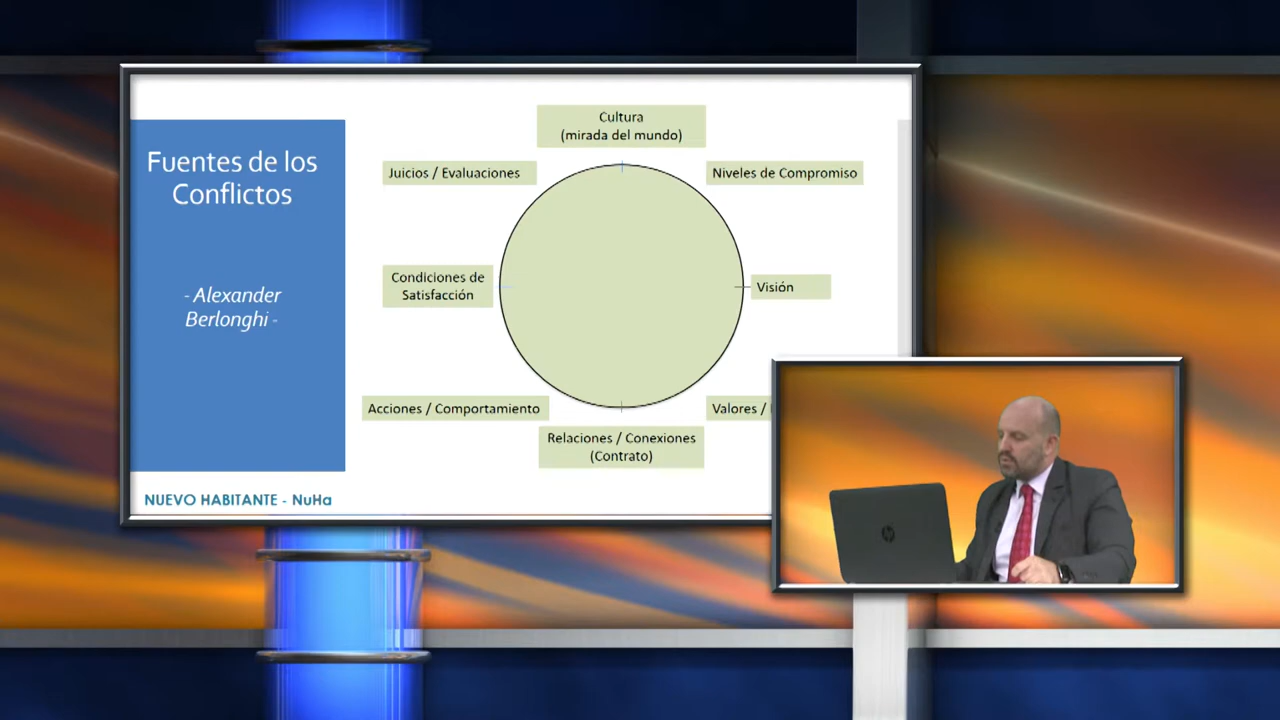 Fuentes de los
Conflictos
- Alexander
Berlonghi -
Cultura
(mirada del mundo)
Juicios / Evaluaciones
Niveles de Compromiso
Condiciones de
Satisfacción
Visión
Acciones / Comportamiento
Valores /
Relaciones / Conexiones
(Contrato)
NUEVO HABITANTE - NuHa
hp